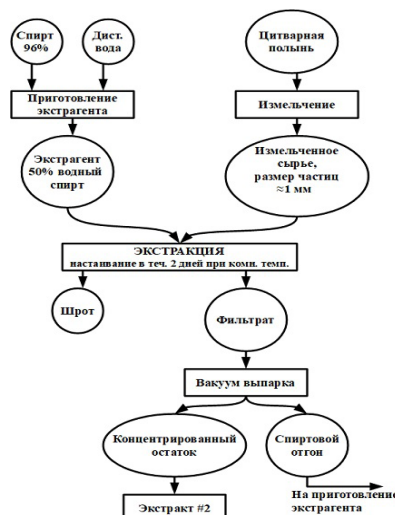 Спирт
96%
Дист.
вода
Цитварная
полынь
Приготовление
экстрагента
Измельчение
Экстрагент
50% водный
спирт
Измельченное
сырье,
размер частиц
≈1 мм
ЭКСТРАКЦИЯ
настаивание в теч. 2 дней при комн. темп.
Шрот
Фильтрат
Вакуум выпарка
Концентрированный
остаток
Спиртовой
отгон
На приготовление
экстрагента
Экстракт #2